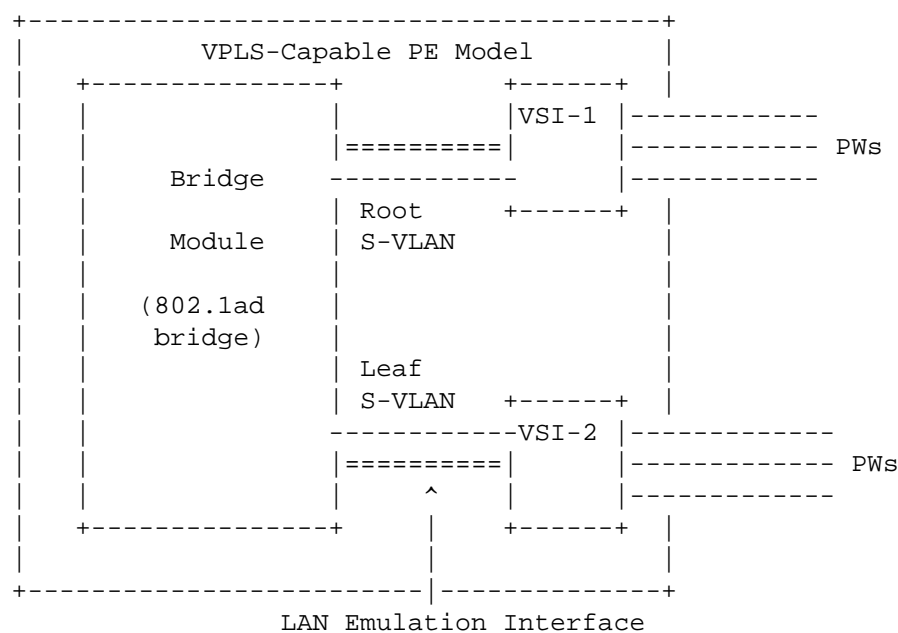 VPLS-Capable PE Model
VSI-1
PWs
Bridge
Root
Module S-VLAN
(802.1ad
bridge)
Leaf
S-VLAN
VSI-2
PWs
LAN Emulation Interface